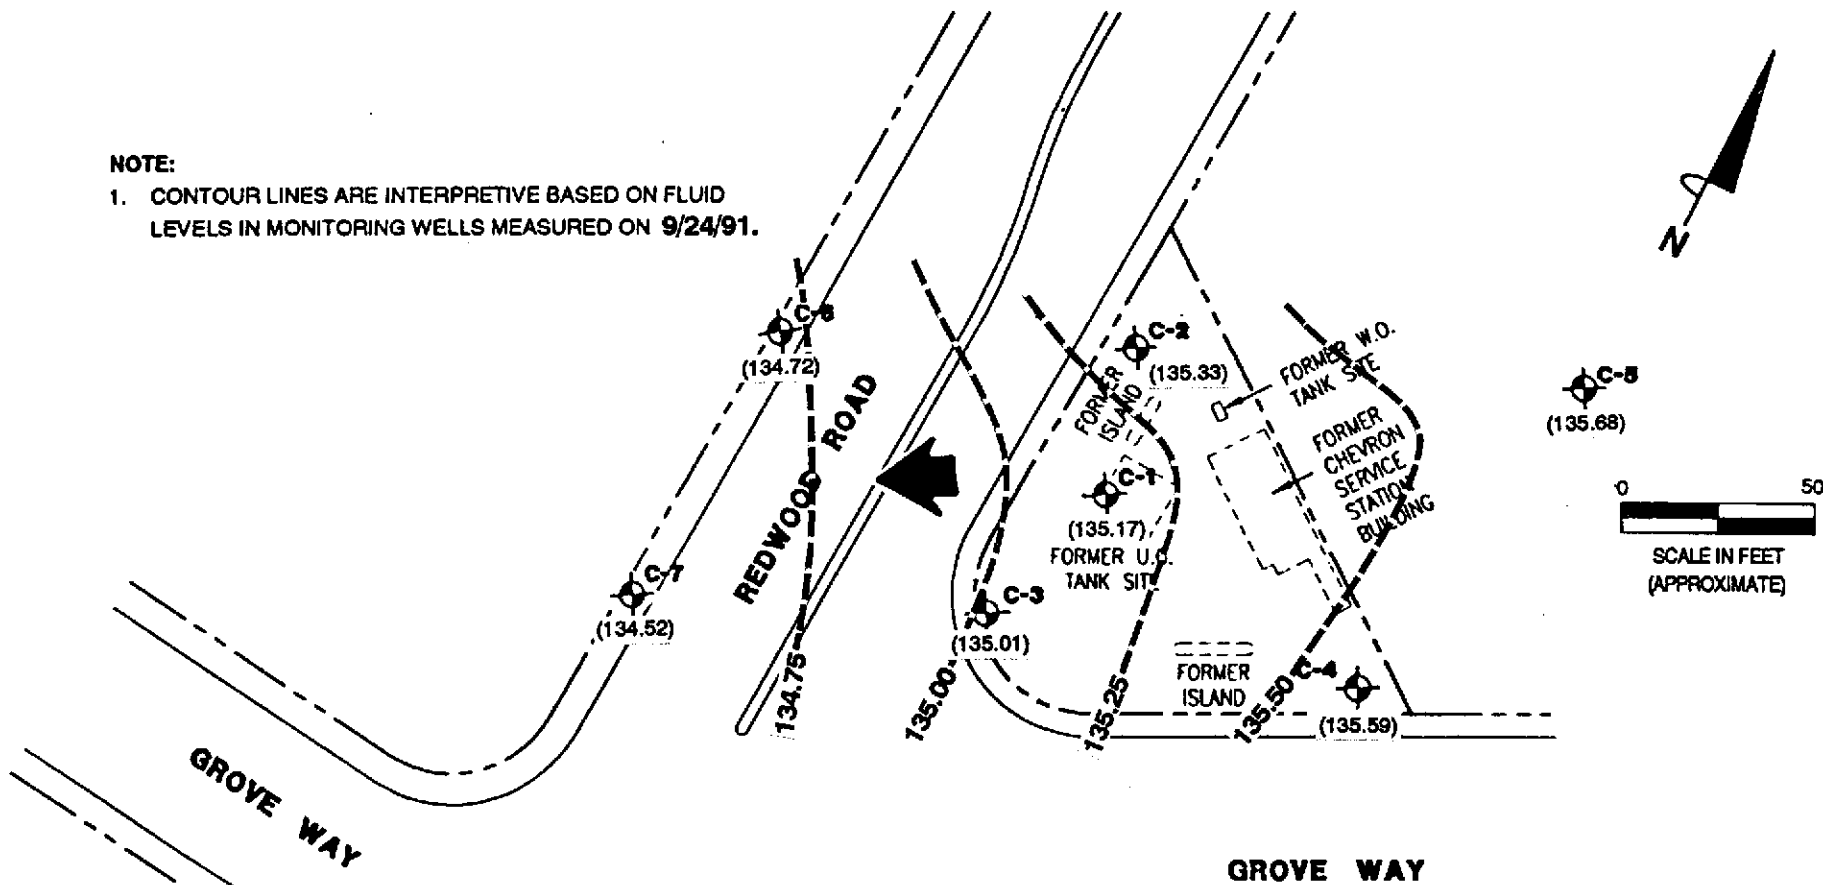 NOTE:
1. CONTOUR LINES ARE INTERPRETIVE BASED ON FLUID
LEVELS IN MONITORING WELLS MEASURED ON 9/24/91.
N
C-6
(134.72)
C-2
(135.33)
FORMER W.O.
TANK SITE
C-5
(135.68)
FORMER
ISLAND
FORMER
CHEVRON
SERVICE
STATION
BUILDING
0 50
SCALE IN FEET
(APPROXIMATE)
REDWOOD ROAD
C-1
(135.17)
FORMER U.G.
TANK SITE
C-7
(134.52)
C-3
(135.01)
FORMER
ISLAND
C-4
(135.59)
134.75
135.00
135.25
135.50
GROVE WAY
GROVE WAY